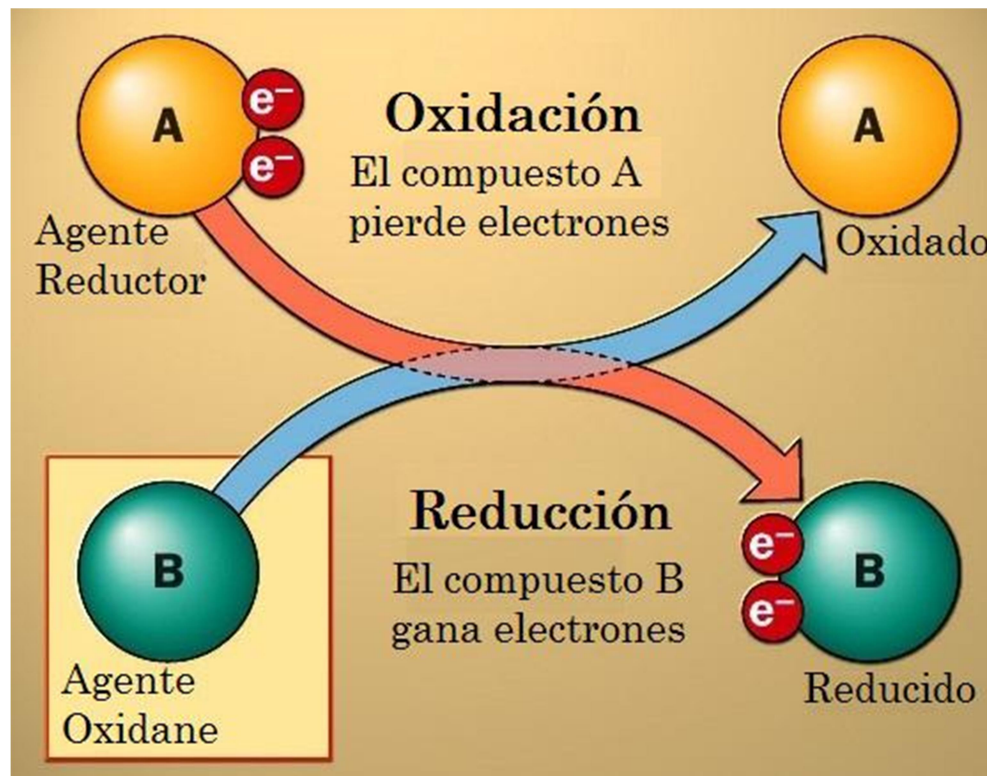 A
e⁻
e⁻
Oxidación
El compuesto A
pierde electrones
Agente
Reductor
A
Oxidado
B
Agente
Oxidane
Reducción
El compuesto B
gana electrones
e⁻
e⁻
B
Reducido